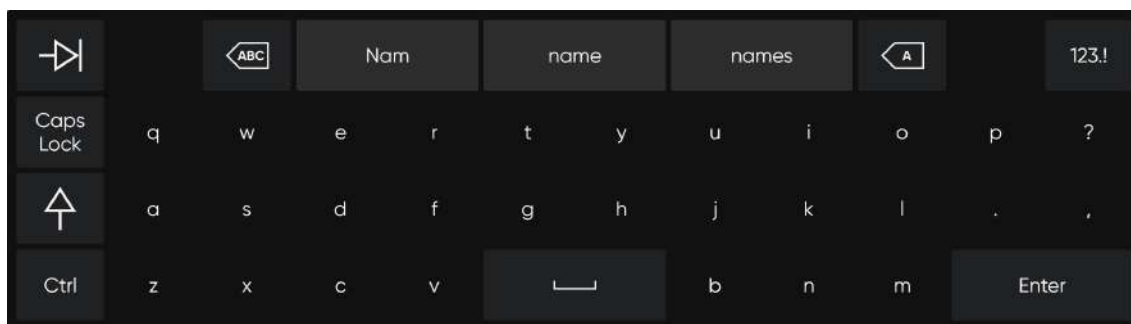 ABC Nam name names A 123.!
Caps
Lock q w e r t y u i o p ?
a s d f g h j k l . ,
Ctrl z x c v b n m Enter